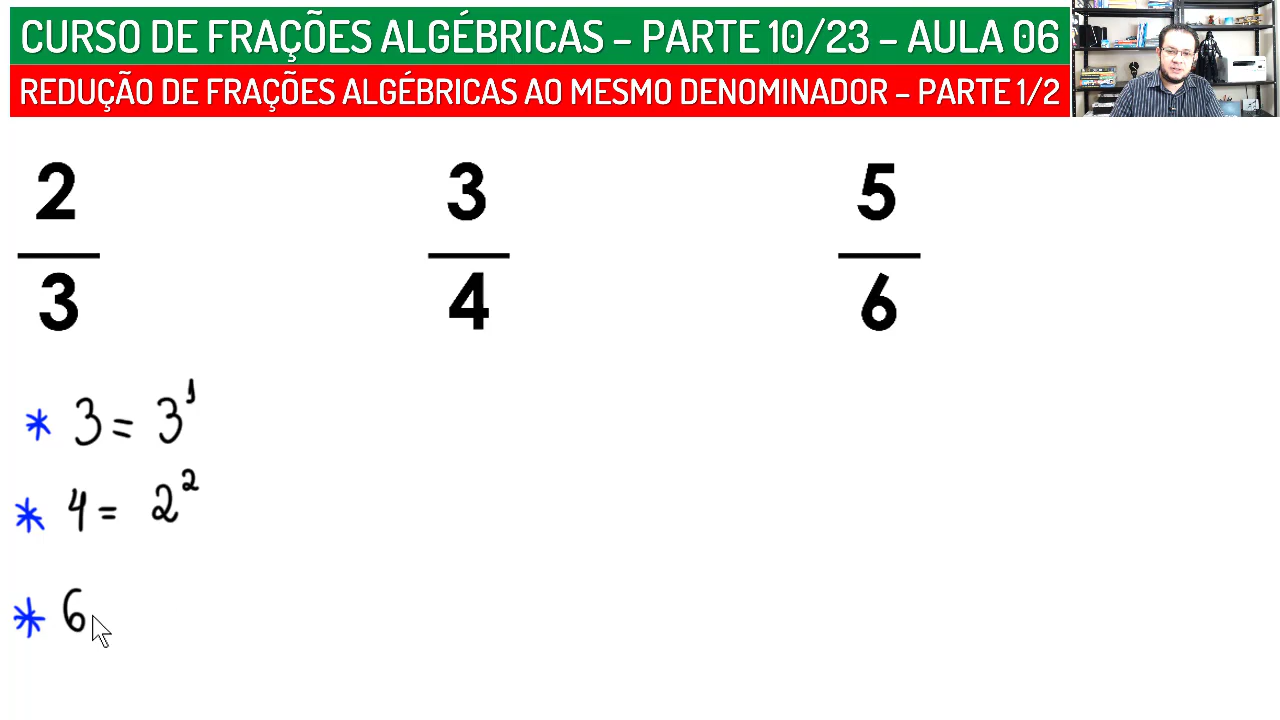 CURSO DE FRAÇÕES ALGÉBRICAS – PARTE 10/23 – AULA 06
REDUÇÃO DE FRAÇÕES ALGÉBRICAS AO MESMO DENOMINADOR – PARTE 1/2
2 3 5
3 4 6
* 3 = 3¹
* 4 = 2²
* 6